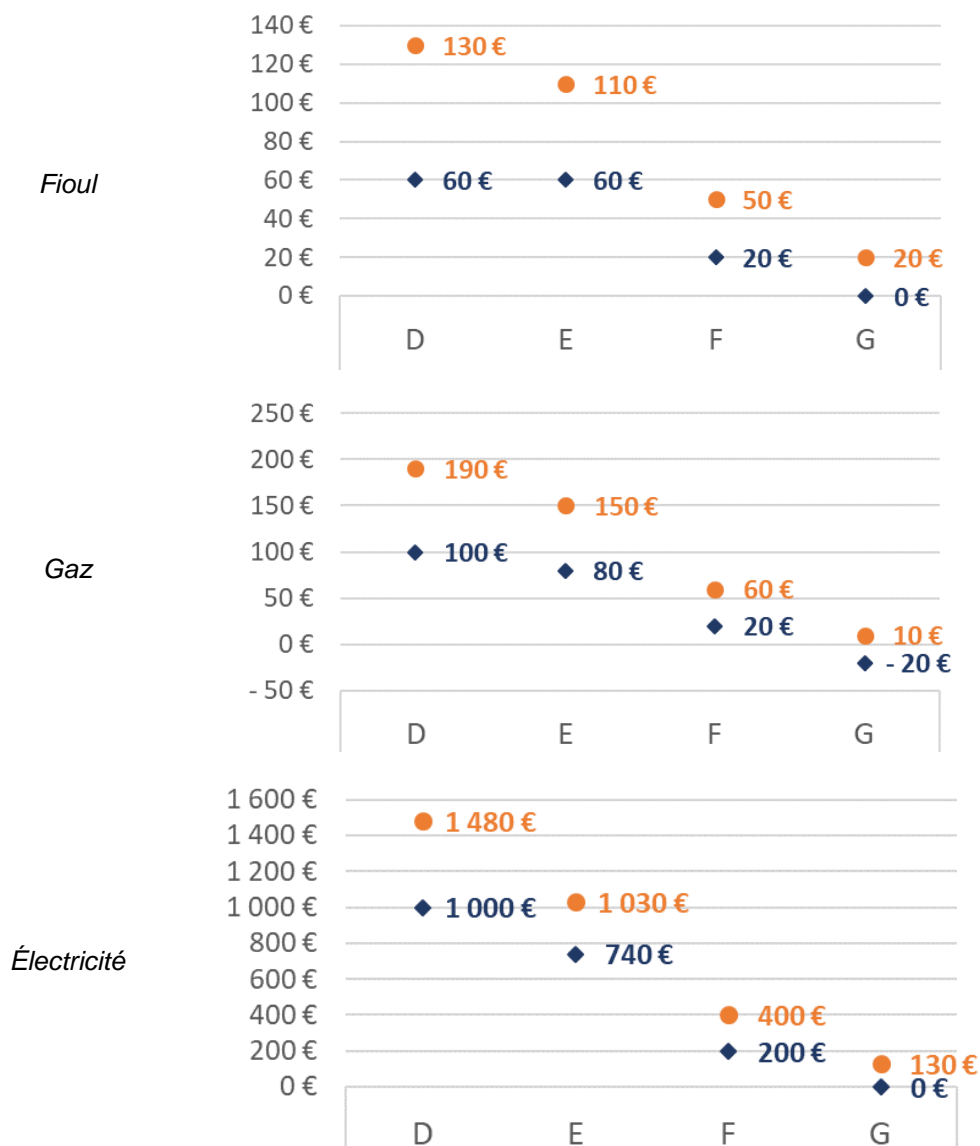 140 €
130 €
120 €
110 €
100 €
80 €
Fioul
60 €
60 €
60 €
50 €
40 €
20 €
20 €
20 €
0 €
0 €
D E F G
250 €
200 €
190 €
150 €
150 €
100 €
100 €
Gaz
80 €
60 €
50 €
20 €
10 €
0 €
- 20 €
- 50 €
D E F G
1 600 €
1 480 €
1 400 €
1 200 €
1 030 €
1 000 €
1 000 €
Électricité
800 €
740 €
600 €
400 €
400 €
200 €
200 €
130 €
0 €
0 €
D E F G